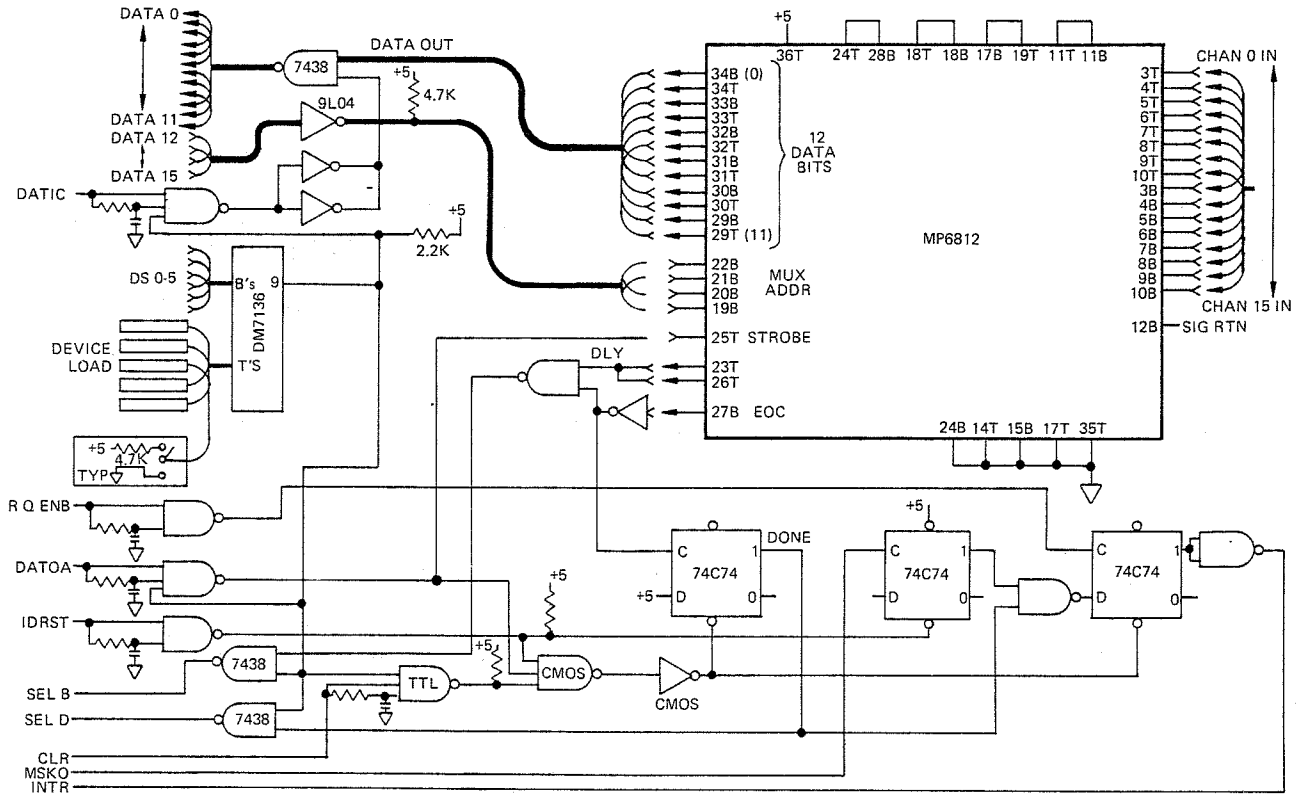 DATA 0
DATA OUT
7438
+5
4.7K
9L04
DATA 11
DATA 12
DATA 15
DATIC
+5
2.2K
DS 0-5
B's 9
DM7136
T'S
DEVICE
LOAD
+5
4.7K
TYP
+5
36T
24T 28B 18T 18B 17B 19T 11T 11B
34B (0)
34T
33B
33T
32B
32T
31B
31T
30B
30T
29B
29T (11)
12
DATA
BITS
22B
21B
20B
19B
MUX
ADDR
25T STROBE
DLY
23T
26T
27B EOC
MP6812
CHAN 0 IN
3T
4T
5T
6T
7T
8T
9T
10T
3B
4B
5B
6B
7B
8B
9B
10B
CHAN 15 IN
12B SIG RTN
24B 14T 15B 17T 35T
R Q ENB
DATOA
IDRST
7438
SEL B
7438
SEL D
CLR
MSKO
INTR
TTL
+5
+5
CMOS
CMOS
DONE
C 1
74C74
+5 D 0
+5
C 1
74C74
D 0
C 1
74C74
D 0